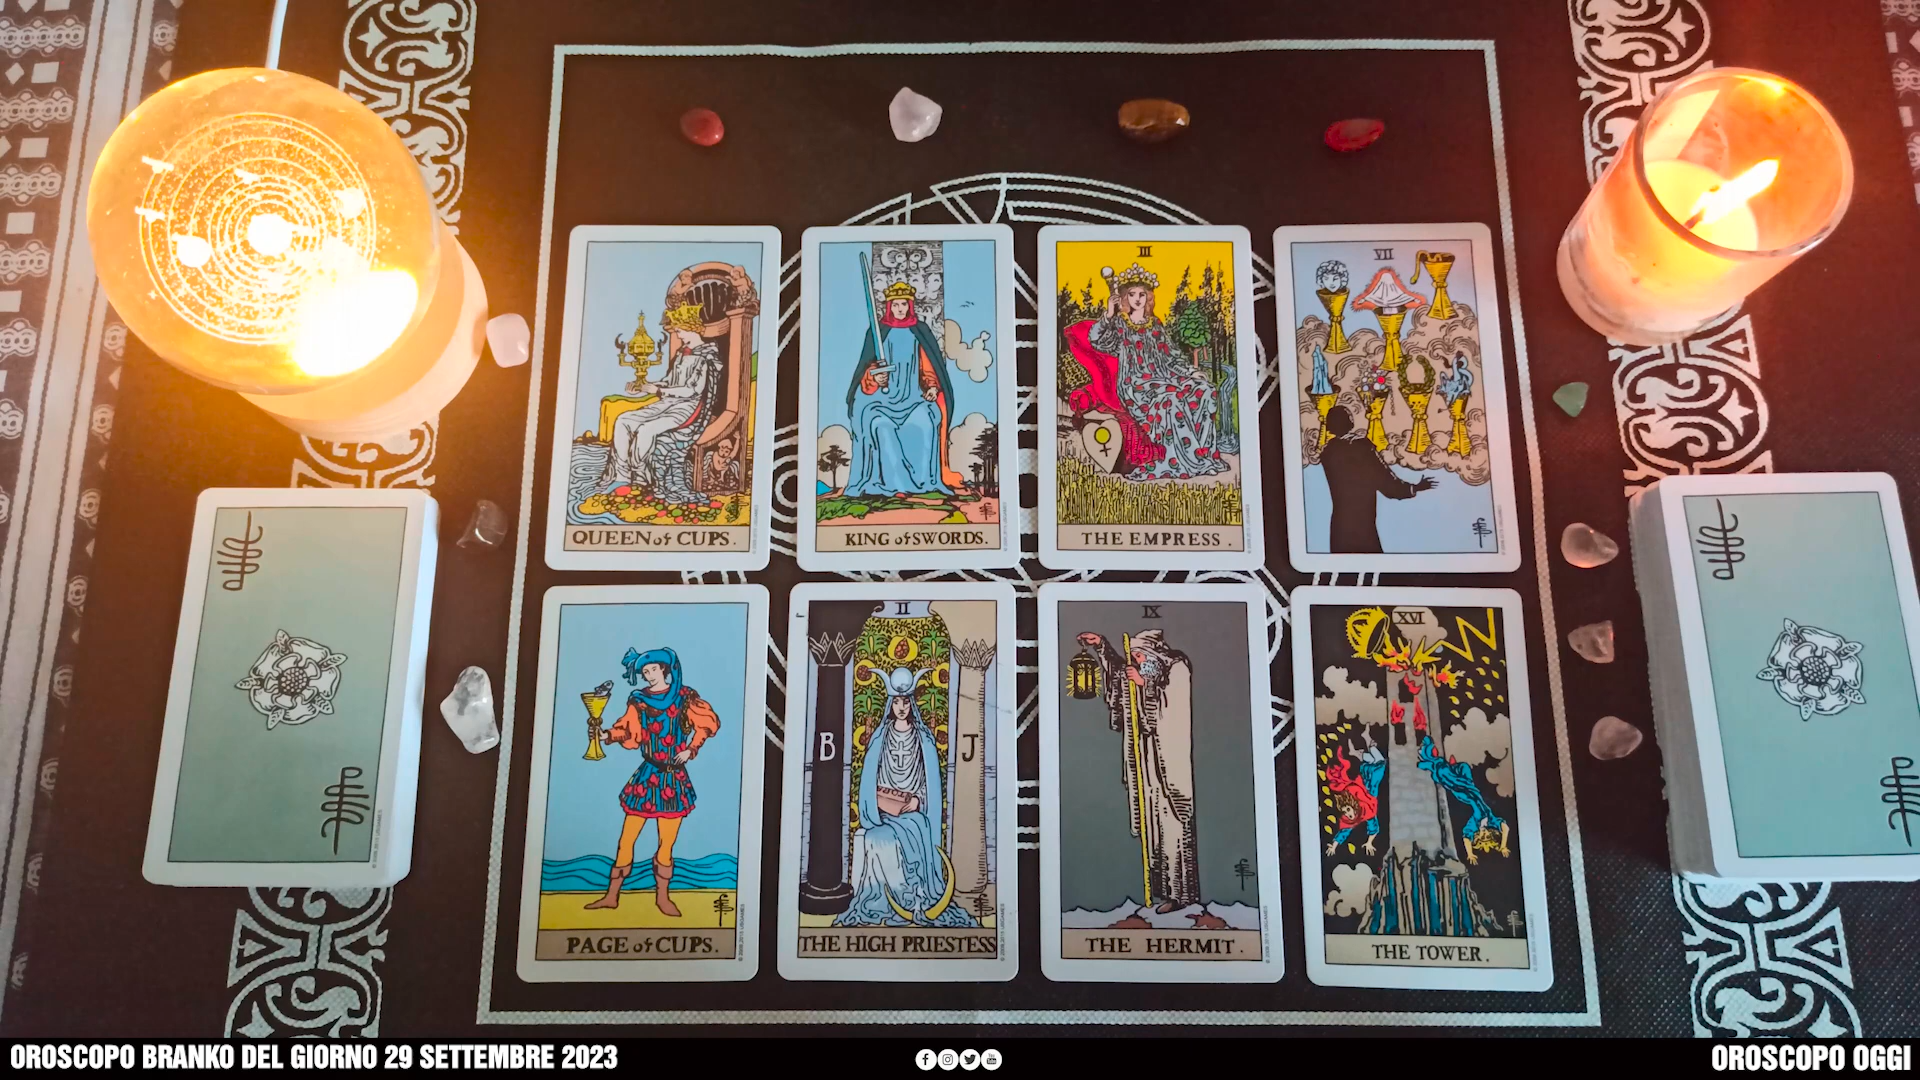 QUEEN of CUPS.
KING of SWORDS.
III
THE EMPRESS.
VII
PAGE of CUPS.
II
B
J
TORA
THE HIGH PRIESTESS
IX
THE HERMIT.
XVI
THE TOWER.
OROSCOPO BRANKO DEL GIORNO 29 SETTEMBRE 2023
OROSCOPO OGGI